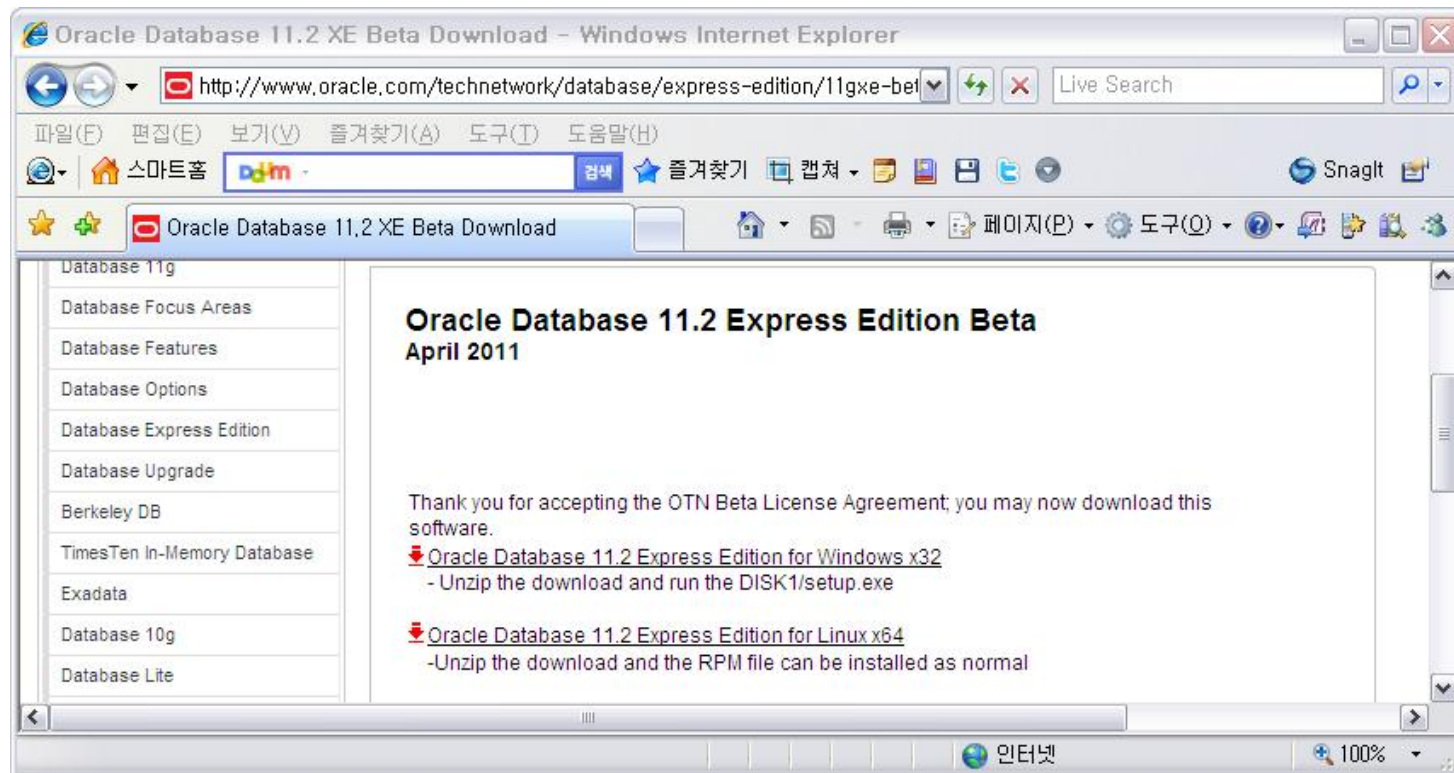 Oracle Database 11.2 XE Beta Download - Windows Internet Explorer
http://www.oracle.com/technetwork/database/express-edition/11gxe-bet
Live Search
파일(F) 편집(E) 보기(V) 즐겨찾기(A) 도구(T) 도움말(H)
스마트홈 Daum 검색 즐겨찾기 캡쳐 SnagIt
Oracle Database 11.2 XE Beta Download 페이지(P) 도구(O)
Database 11g
Database Focus Areas
Database Features
Database Options
Database Express Edition
Database Upgrade
Berkeley DB
TimesTen In-Memory Database
Exadata
Database 10g
Database Lite
Oracle Database 11.2 Express Edition Beta
April 2011
Thank you for accepting the OTN Beta License Agreement; you may now download this
software.
Oracle Database 11.2 Express Edition for Windows x32
- Unzip the download and run the DISK1/setup.exe
Oracle Database 11.2 Express Edition for Linux x64
-Unzip the download and the RPM file can be installed as normal
인터넷 100%